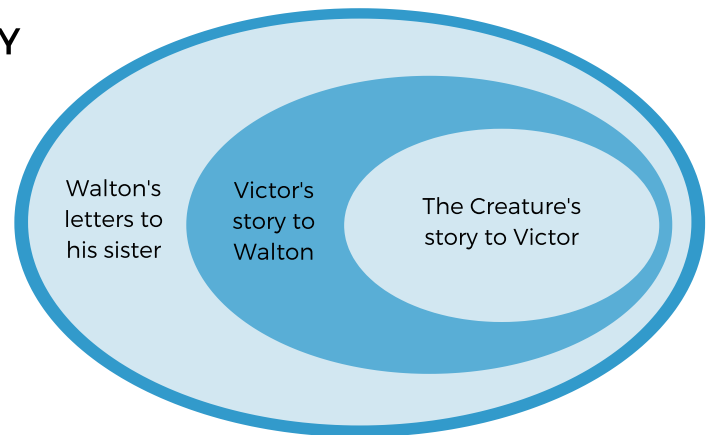 Y
Walton's
letters to
his sister
Victor's
story to
Walton
The Creature's
story to Victor